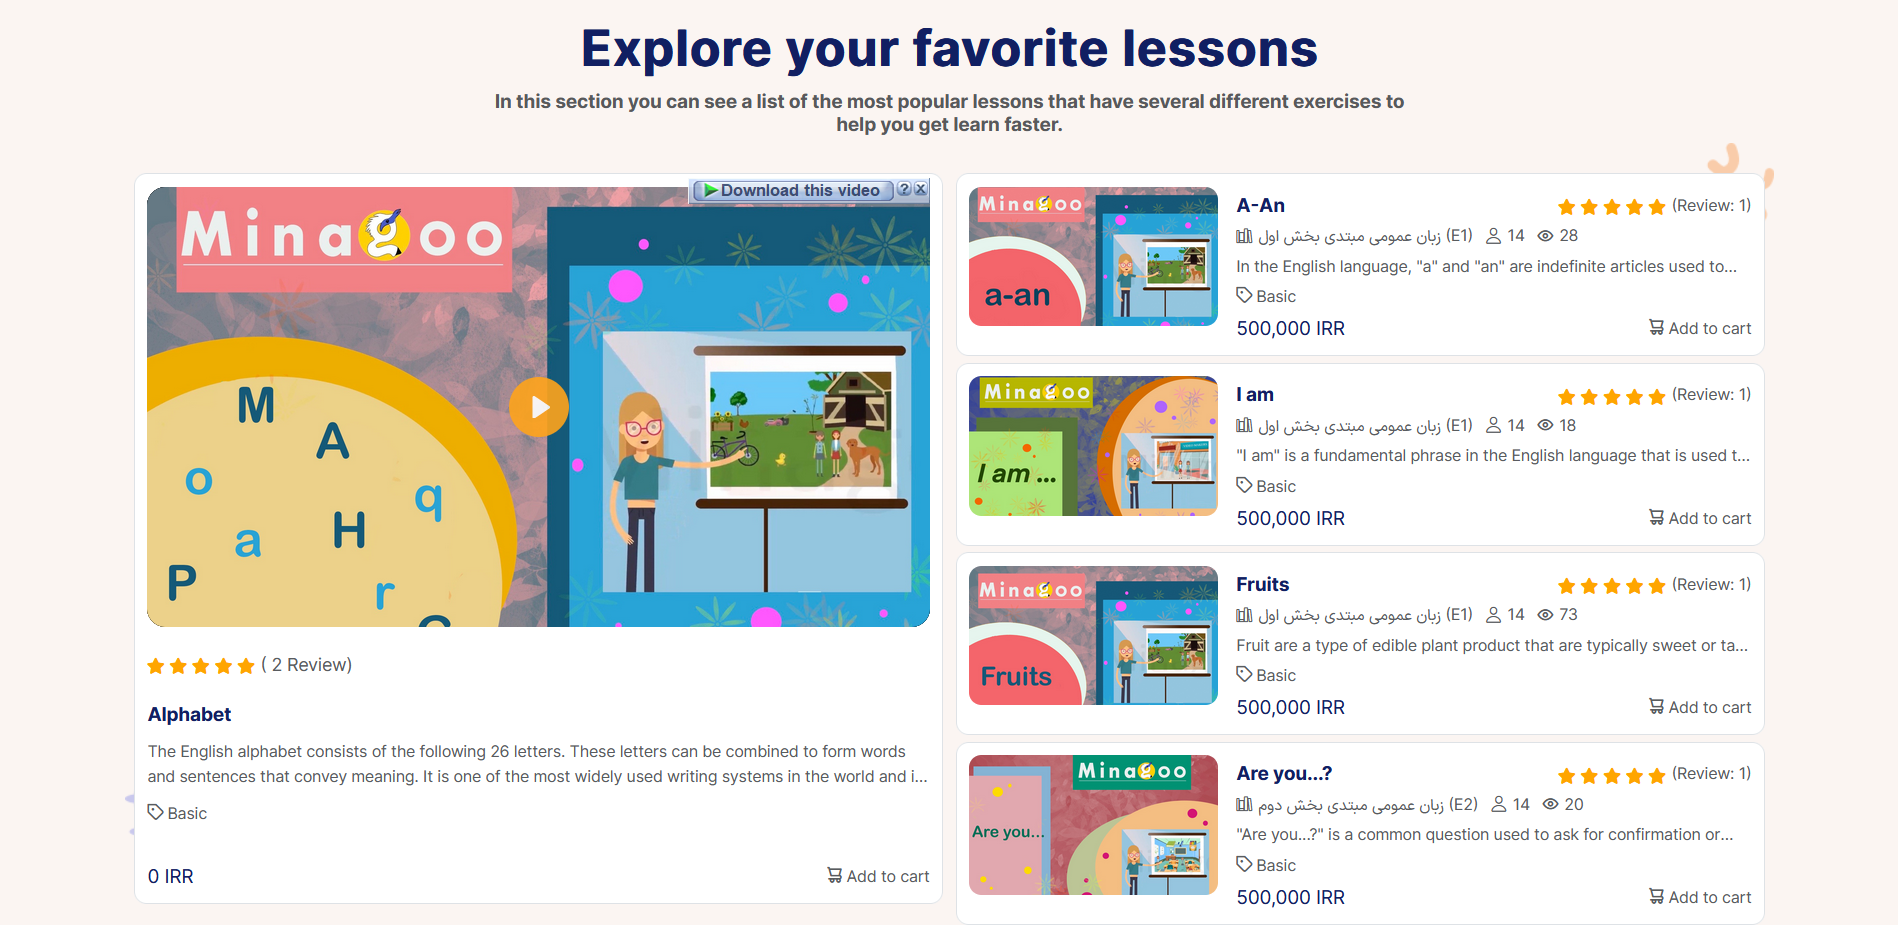 Explore your favorite lessons
In this section you can see a list of the most popular lessons that have several different exercises to
help you get learn faster.
Minagoo
Download this video ? X
M
A
o
q
a
H
P
r
( 2 Review)
Alphabet
The English alphabet consists of the following 26 letters. These letters can be combined to form words
and sentences that convey meaning. It is one of the most widely used writing systems in the world and i...
Basic
0 IRR
Add to cart
Minagoo
a-an
A-An
(Review: 1)
زبان عمومی مبتدی بخش اول (E1) 14 28
In the English language, "a" and "an" are indefinite articles used to...
Basic
500,000 IRR
Add to cart
Minagoo
I am ...
I am
(Review: 1)
زبان عمومی مبتدی بخش اول (E1) 14 18
"I am" is a fundamental phrase in the English language that is used t...
Basic
500,000 IRR
Add to cart
Minagoo
Fruits
Fruits
(Review: 1)
زبان عمومی مبتدی بخش اول (E1) 14 73
Fruit are a type of edible plant product that are typically sweet or ta...
Basic
500,000 IRR
Add to cart
Minagoo
Are you...
Are you...?
(Review: 1)
زبان عمومی مبتدی بخش دوم (E2) 14 20
"Are you...?" is a common question used to ask for confirmation or...
Basic
500,000 IRR
Add to cart